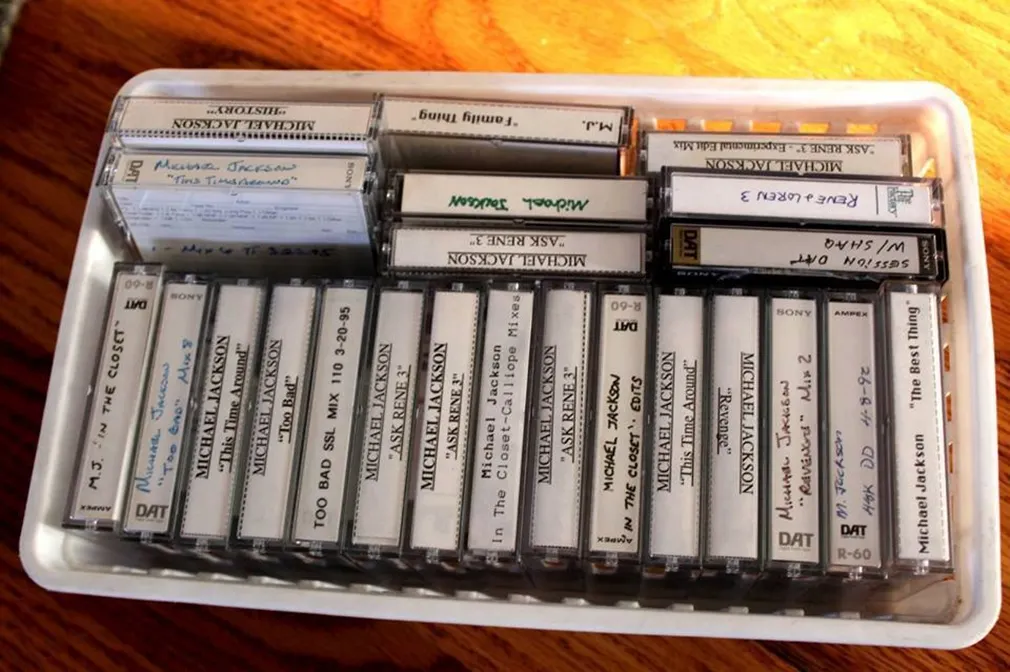 MICHAEL JACKSON
"HISTORY"
M.J.
"Family Thing"
MICHAEL JACKSON
"ASK RENE 3" - Experimental Edit Mix
DAT
MICHAEL JACKSON
"THIS TIME AROUND"
SONY
Michael Jackson
RENE & LOREN 3
MICHAEL JACKSON
"ASK RENE 3"
SONY
SESSION DAT
W/ SHAQ
DAT
AMPEX
M.J. "IN THE CLOSET"
DAT
R-60
SONY
MICHAEL JACKSON
"TOO BAD" MIX 8
DAT
MICHAEL JACKSON
"This Time Around"
MICHAEL JACKSON
"Too Bad"
TOO BAD SSL MIX 110 3-20-95
MICHAEL JACKSON
"ASK RENE 3"
MICHAEL JACKSON
"ASK RENE 3"
Michael Jackson
In The Closet-Calliope Mixes
MICHAEL JACKSON
"ASK RENE 3"
R-60
DAT
MICHAEL JACKSON
IN THE CLOSET'. EDITS
AMPEX
MICHAEL JACKSON
"This Time Around"
MICHAEL JACKSON
"Revenge"
SONY
MICHAEL JACKSON
"REVENGE" MIX 2
DAT
AMPEX
M. JACKSON
4-8-92
DAT
R-60
Michael Jackson "The Best Thing"